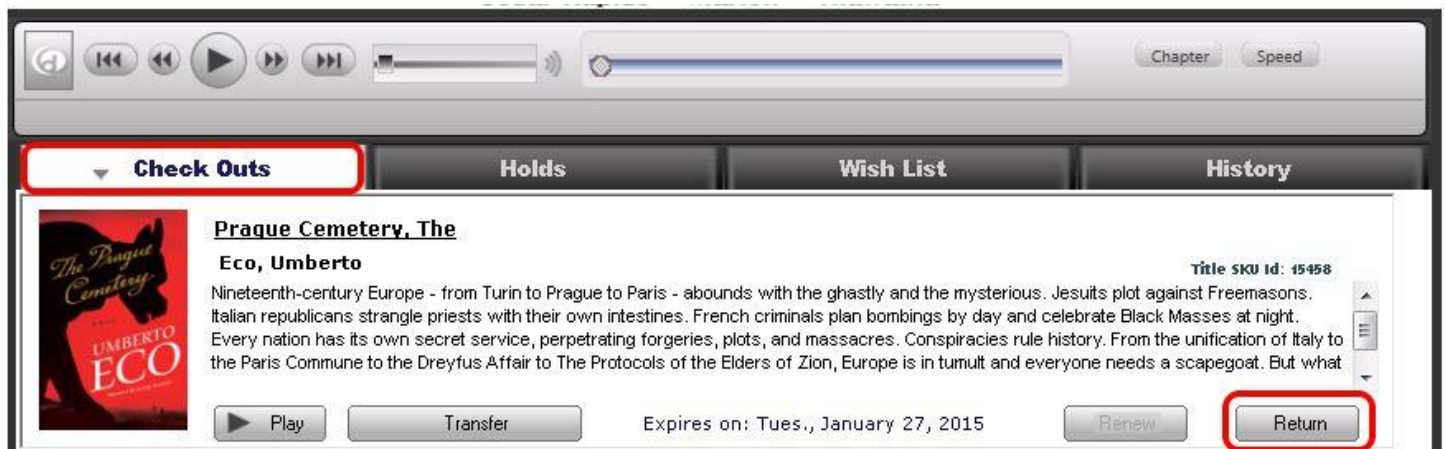 Chapter Speed
Check Outs Holds Wish List History
Prague Cemetery, The
Eco, Umberto
Title SKU Id: 15458
Nineteenth-century Europe - from Turin to Prague to Paris - abounds with the ghastly and the mysterious. Jesuits plot against Freemasons.
Italian republicans strangle priests with their own intestines. French criminals plan bombings by day and celebrate Black Masses at night.
Every nation has its own secret service, perpetrating forgeries, plots, and massacres. Conspiracies rule history. From the unification of Italy to
the Paris Commune to the Dreyfus Affair to The Protocols of the Elders of Zion, Europe is in tumult and everyone needs a scapegoat. But what
The Prague
Cemetery
UMBERTO
ECO
Play Transfer Expires on: Tues., January 27, 2015 Renew Return